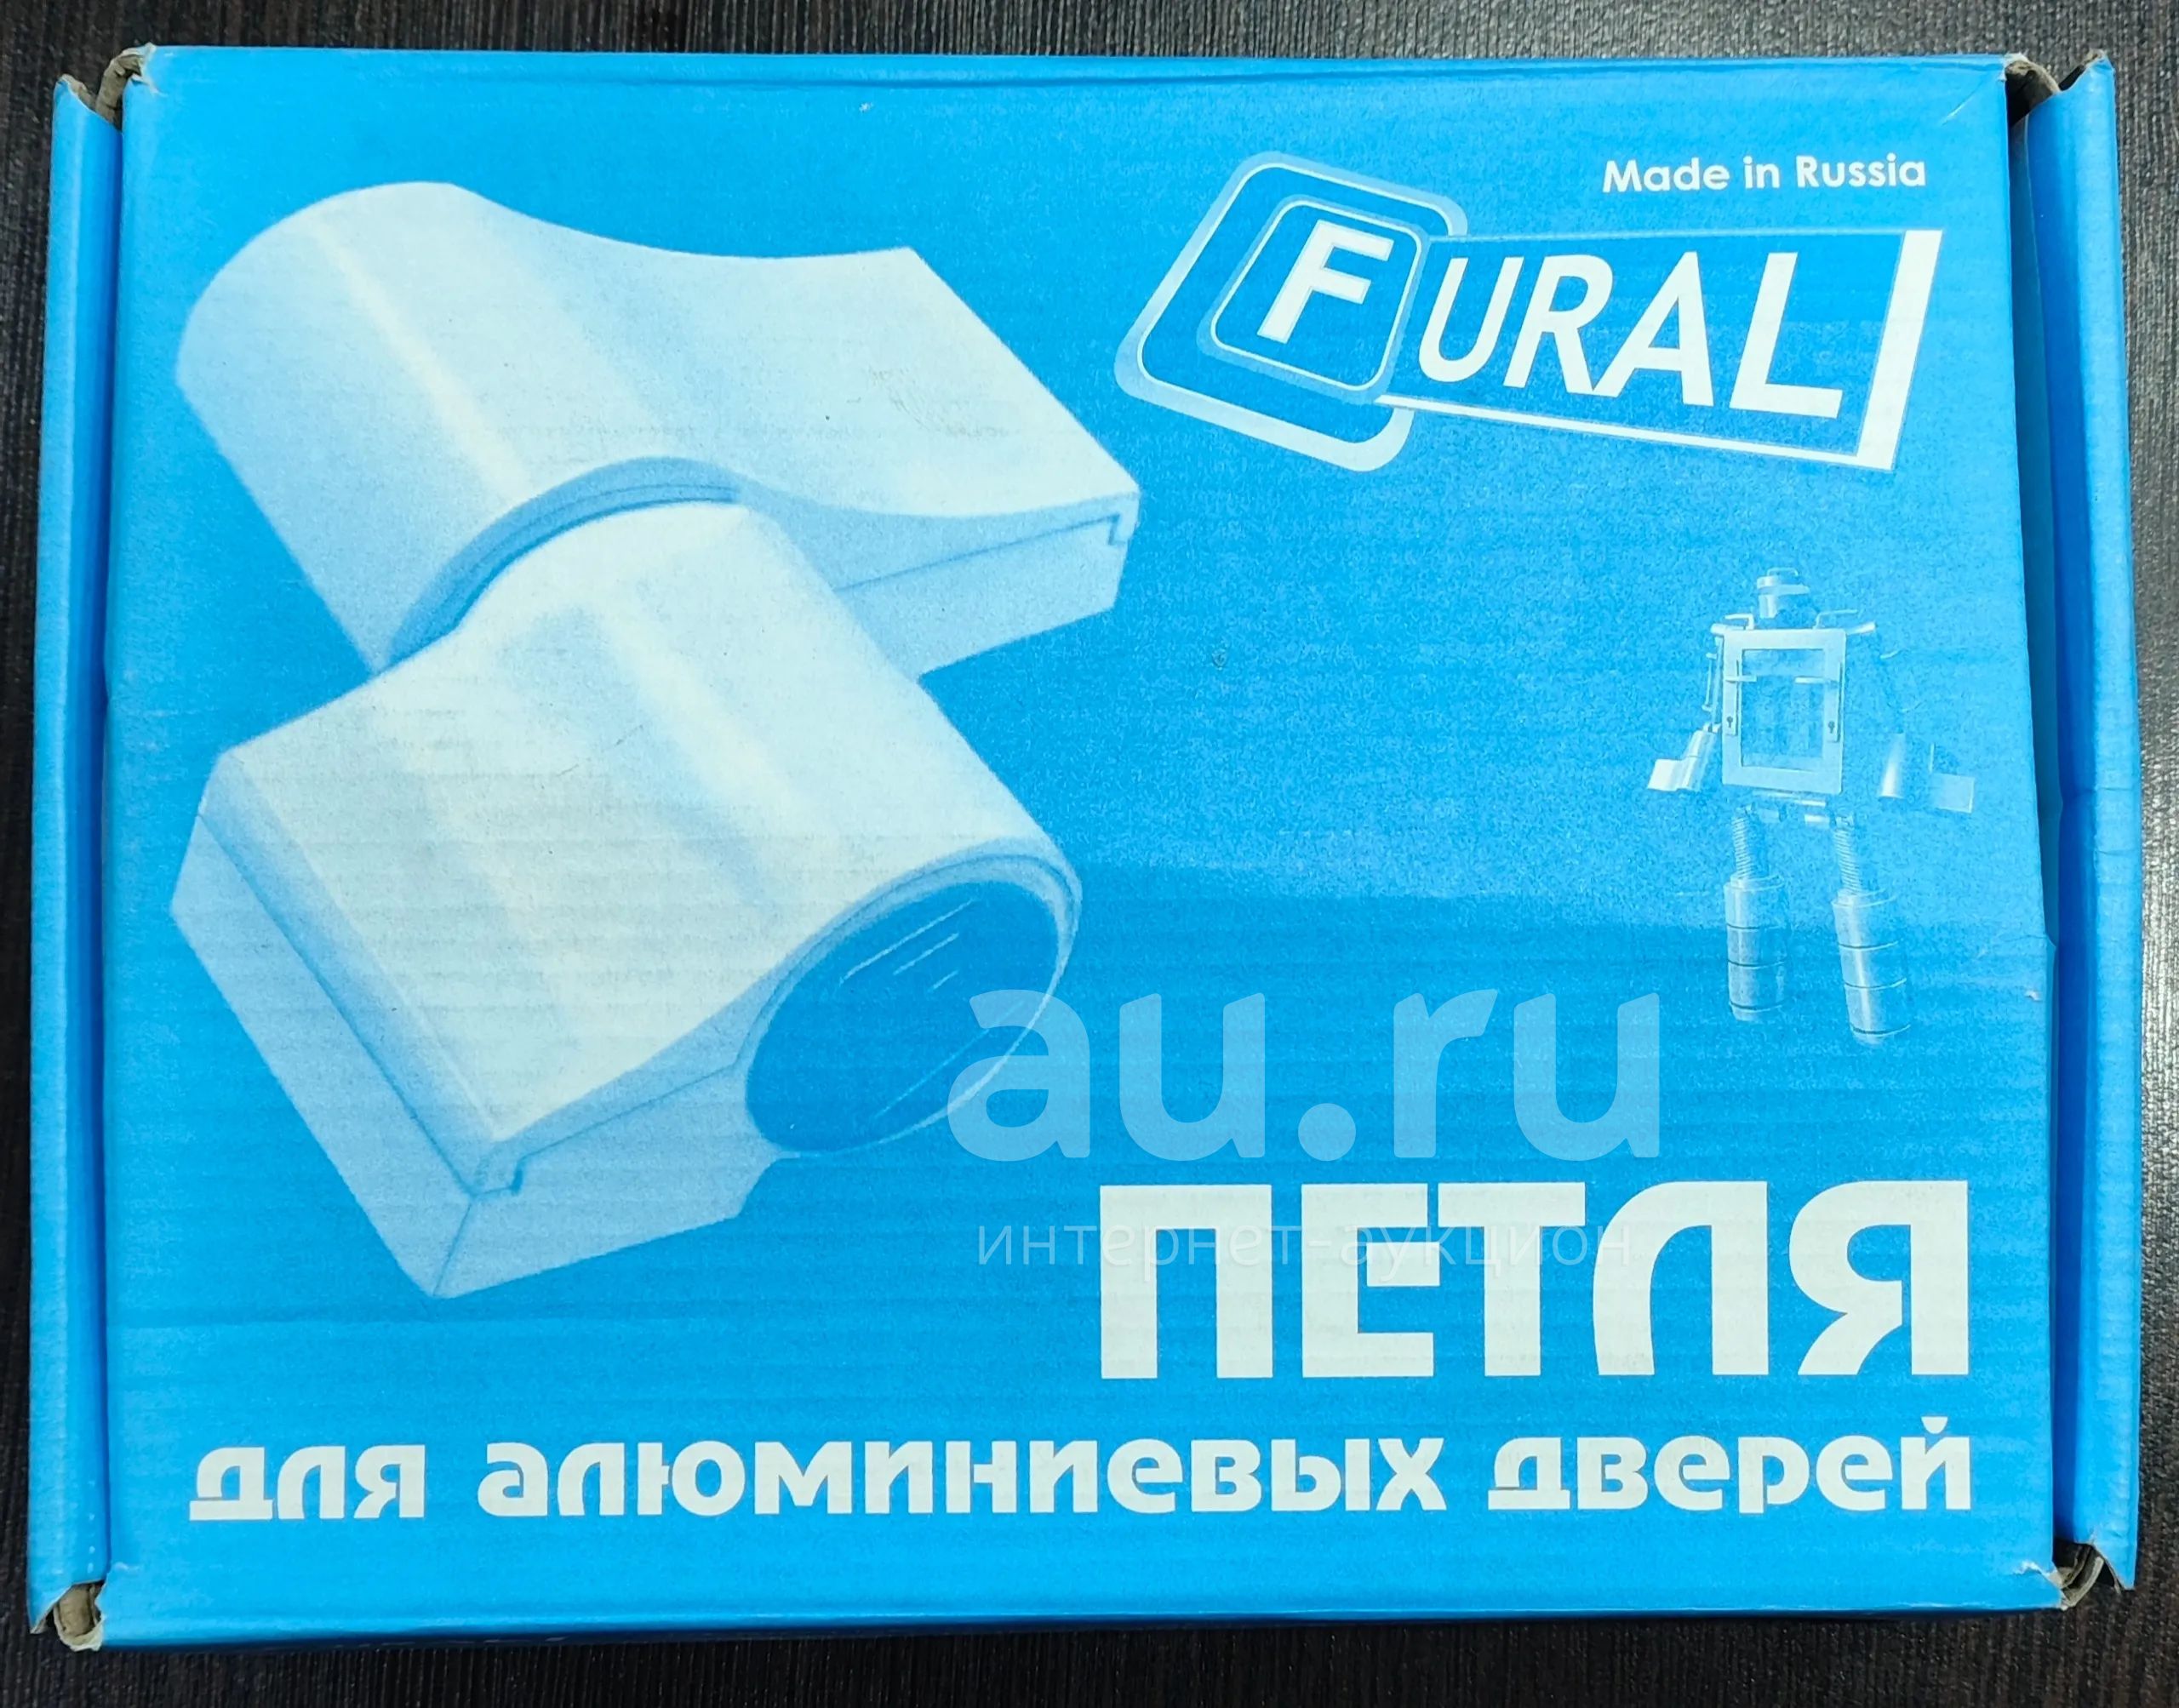 Made in Russia
FURAL
au.ru
интернет-аукцион
ПЕТЛЯ
для алюминиевых дверей